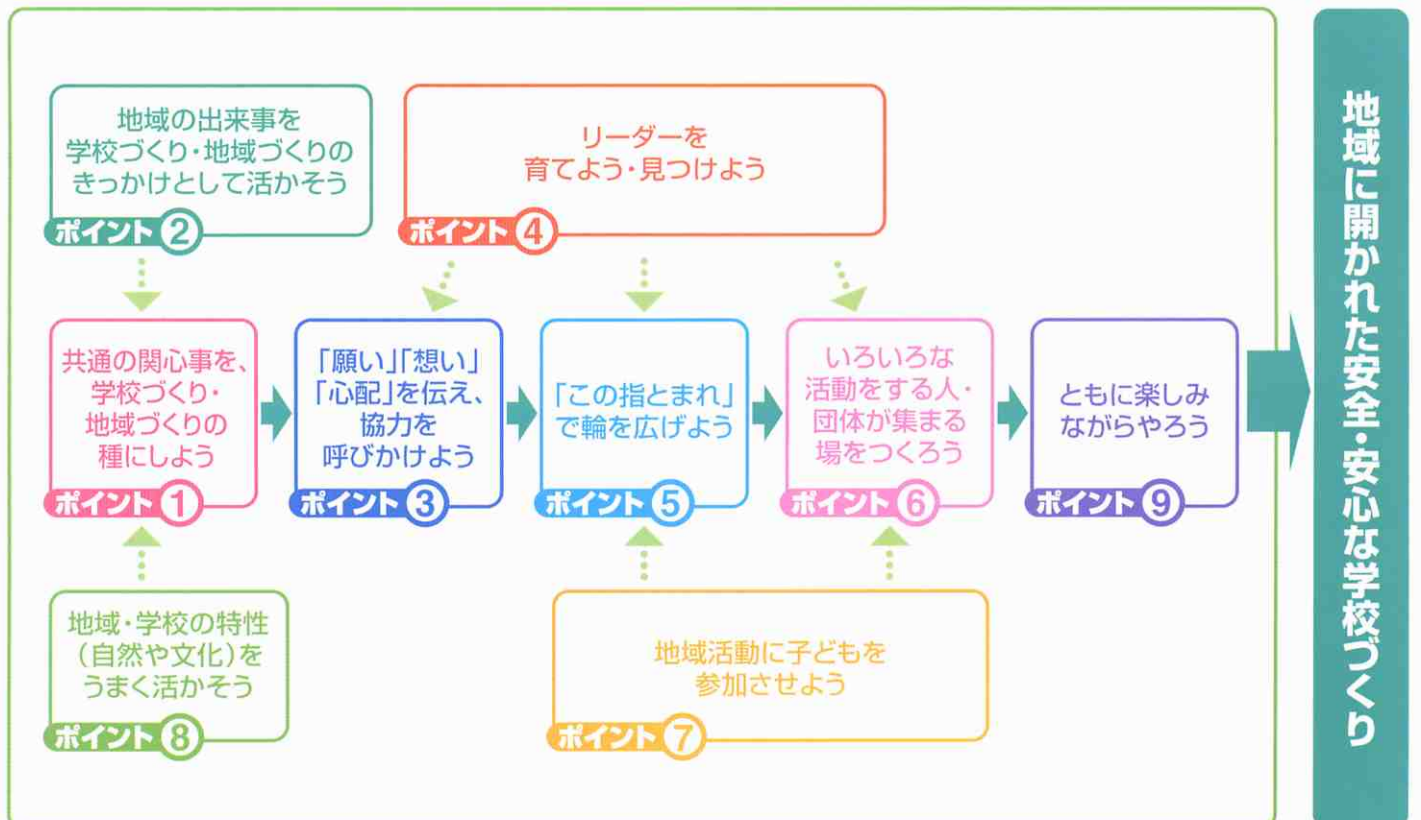 地域の出来事を
学校づくり・地域づくりの
きっかけとして活かそう
ポイント②
リーダーを
育てよう・見つけよう
ポイント④
共通の関心事を、
学校づくり・
地域づくりの
種にしよう
ポイント①
「願い」「想い」
「心配」を伝え、
協力を
呼びかけよう
ポイント③
「この指とまれ」
で輪を広げよう
ポイント⑤
いろいろな
活動をする人・
団体が集まる
場をつくろう
ポイント⑥
ともに楽しみ
ながらやろう
ポイント⑨
地域・学校の特性
(自然や文化)を
うまく活かそう
ポイント⑧
地域活動に子どもを
参加させよう
ポイント⑦
地域に開かれた安全・安心な学校づくり